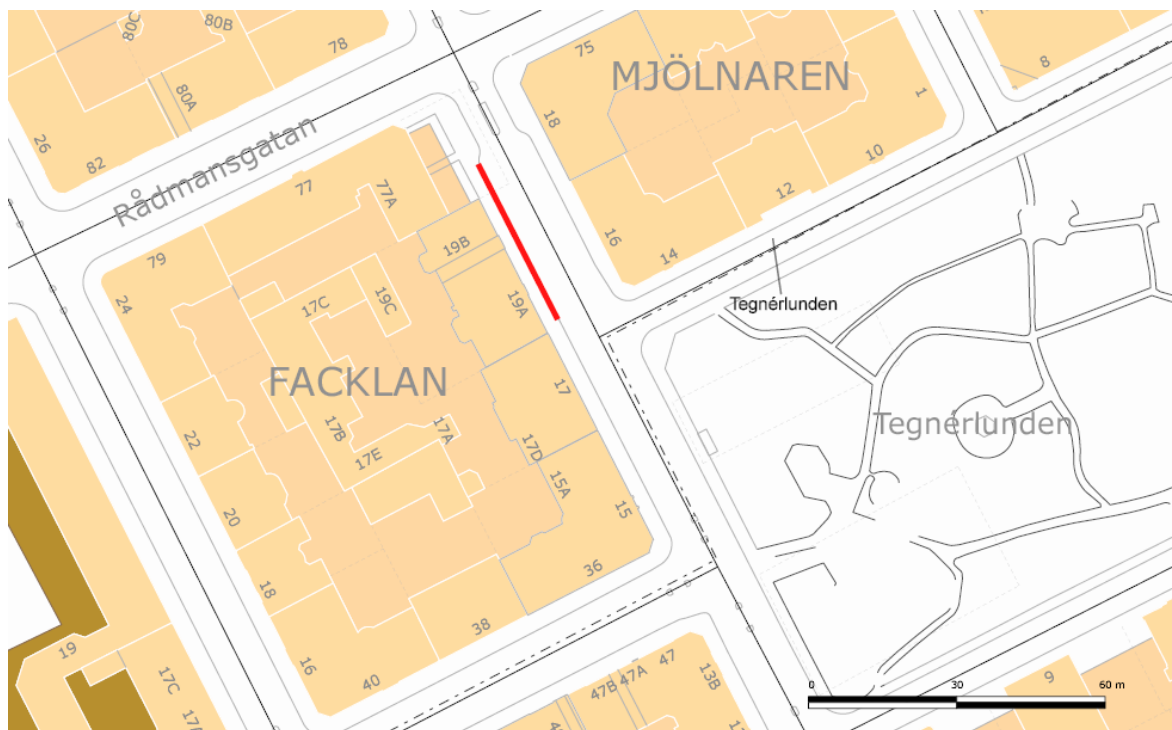 80C
80B
78
80A
26
82
Rådmansgatan
75
MJÖLNAREN
18
1
8
10
12
16
14
77
77A
79
24
19B
17C
19C
19A
Tegnérlunden
FACKLAN
17
Tegnérlunden
22
17B
17A
17E
17D
15A
15
20
18
36
38
16
40
19
17C
47
47A
47B
13B
9
0
30
60 m